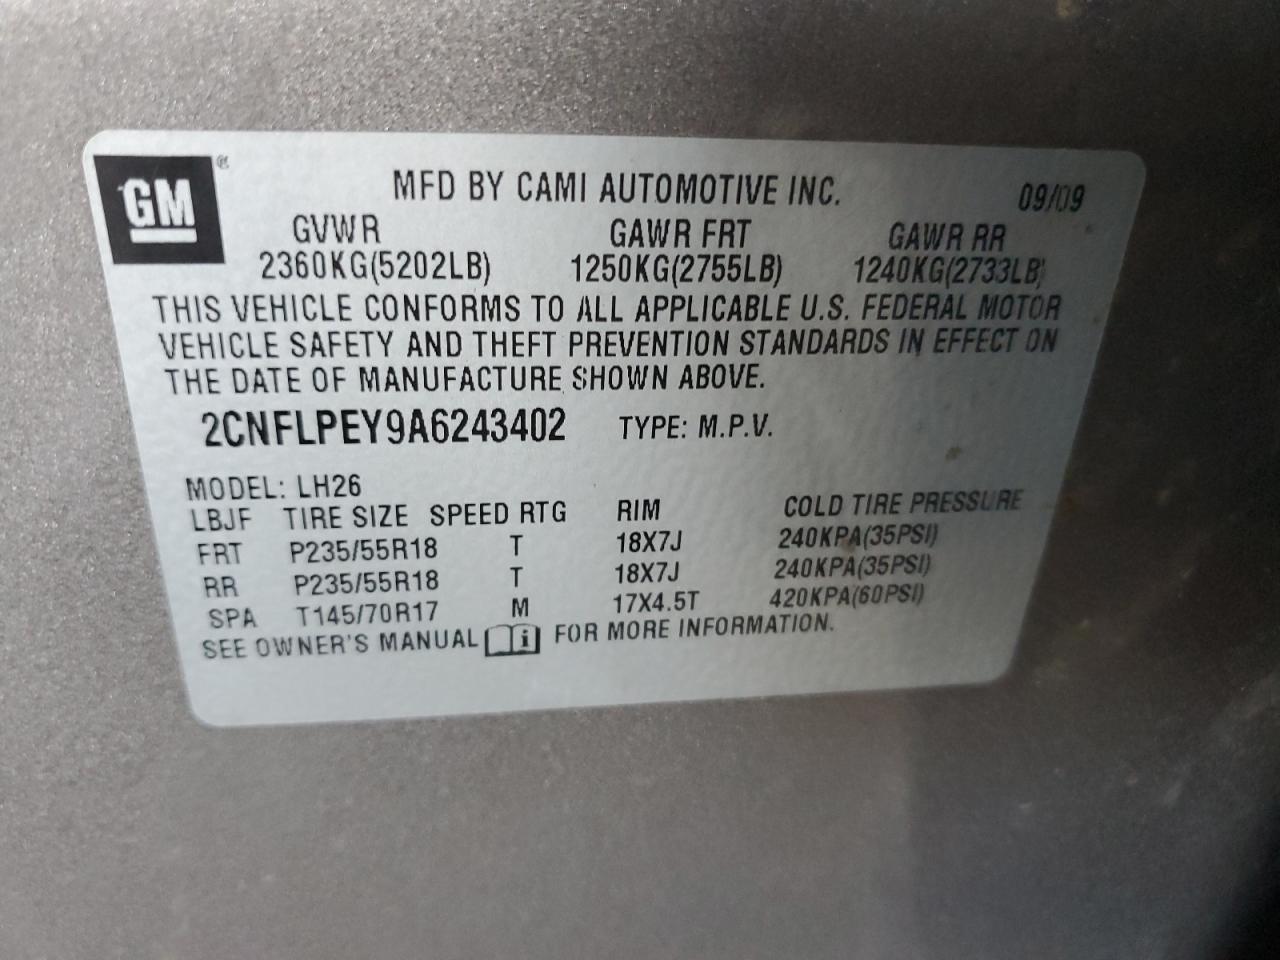 GM®
MFD BY CAMI AUTOMOTIVE INC. 09/09
GVWR GAWR FRT GAWR RR
2360KG(5202LB) 1250KG(2755LB) 1240KG(2733LB)
THIS VEHICLE CONFORMS TO ALL APPLICABLE U.S. FEDERAL MOTOR
VEHICLE SAFETY AND THEFT PREVENTION STANDARDS IN EFFECT ON
THE DATE OF MANUFACTURE SHOWN ABOVE.
2CNFLPEY9A6243402 TYPE: M.P.V.
MODEL: LH26
LBJF TIRE SIZE SPEED RTG RIM COLD TIRE PRESSURE
FRT P235/55R18 T 18X7J 240KPA(35PSI)
RR P235/55R18 T 18X7J 240KPA(35PSI)
SPA T145/70R17 M 17X4.5T 420KPA(60PSI)
SEE OWNER'S MANUAL i FOR MORE INFORMATION.